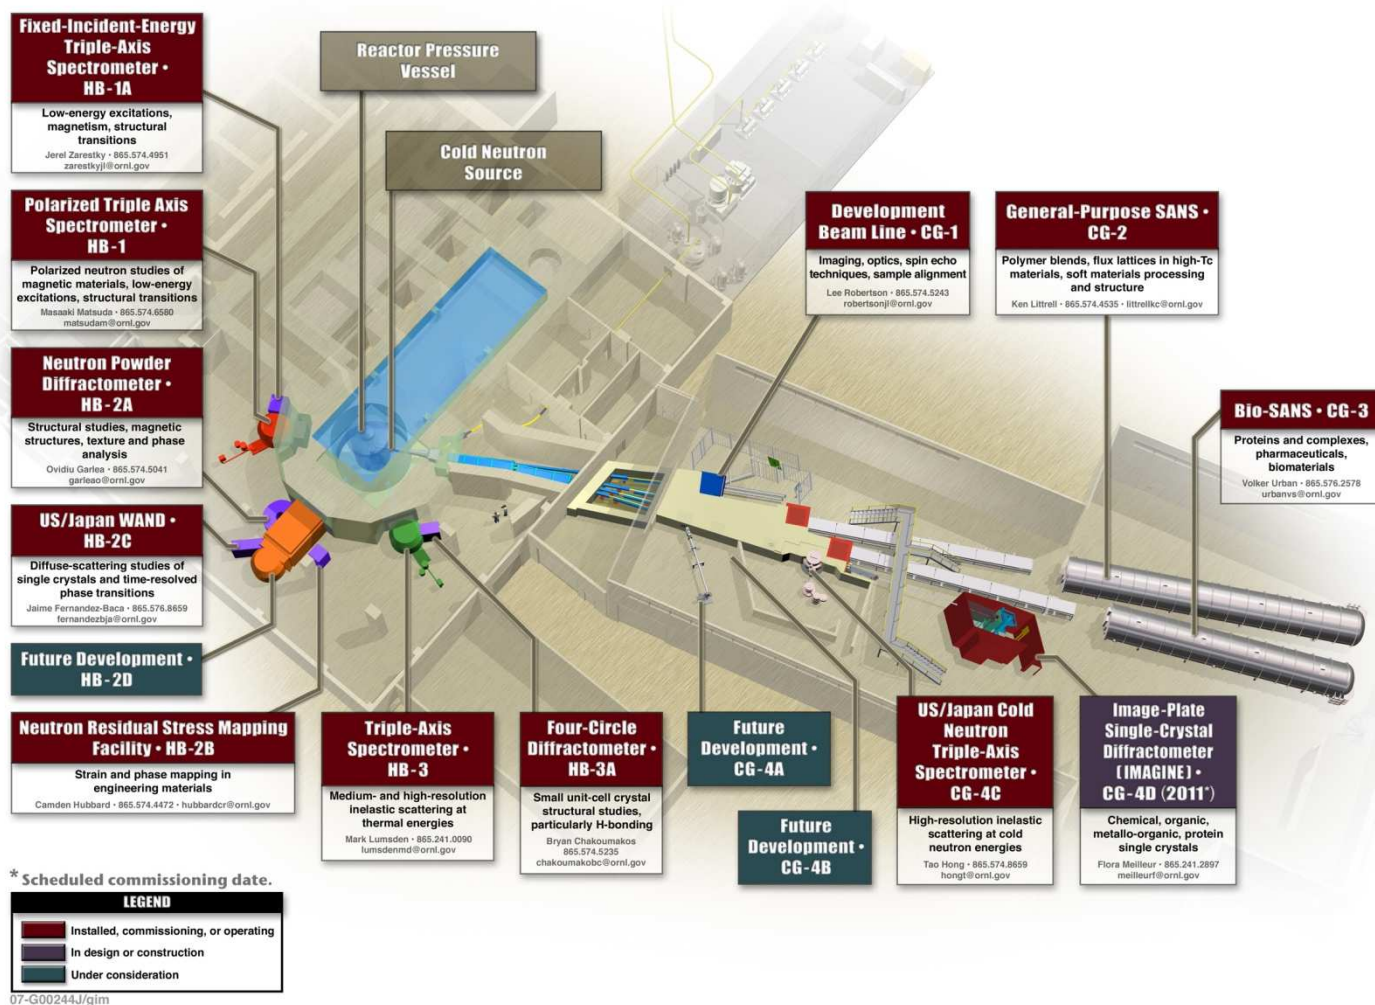 Fixed-Incident-Energy
Triple-Axis
Spectrometer •
HB-1A
Low-energy excitations,
magnetism, structural
transitions
Jerel Zarestky • 865.574.4951
zarestkyjl@ornl.gov
Reactor Pressure
Vessel
Cold Neutron
Source
Polarized Triple Axis
Spectrometer •
HB-1
Polarized neutron studies of
magnetic materials, low-energy
excitations, structural transitions
Masaaki Matsuda • 865.574.6580
matsudam@ornl.gov
Development
Beam Line • CG-1
Imaging, optics, spin echo
techniques, sample alignment
Lee Robertson • 865.574.5243
robertsonjl@ornl.gov
General-Purpose SANS •
CG-2
Polymer blends, flux lattices in high-Tc
materials, soft materials processing
and structure
Ken Littrell • 865.574.4535 • littrellkc@ornl.gov
Neutron Powder
Diffractometer •
HB-2A
Structural studies, magnetic
structures, texture and phase
analysis
Ovidiu Garlea • 865.574.5041
garleao@ornl.gov
Bio-SANS • CG-3
Proteins and complexes,
pharmaceuticals,
biomaterials
Volker Urban • 865.576.2578
urbanvs@ornl.gov
US/Japan WAND •
HB-2C
Diffuse-scattering studies of
single crystals and time-resolved
phase transitions
Jaime Fernandez-Baca • 865.576.8659
fernandezbja@ornl.gov
Future Development •
HB-2D
Neutron Residual Stress Mapping
Facility • HB-2B
Strain and phase mapping in
engineering materials
Camden Hubbard • 865.574.4472 • hubbardcr@ornl.gov
Triple-Axis
Spectrometer •
HB-3
Medium- and high-resolution
inelastic scattering at
thermal energies
Mark Lumsden • 865.241.0090
lumsdenmd@ornl.gov
Four-Circle
Diffractometer •
HB-3A
Small unit-cell crystal
structural studies,
particularly H-bonding
Bryan Chakoumakos
865.574.5235
chakoumakobc@ornl.gov
Future
Development •
CG-4A
Future
Development •
CG-4B
US/Japan Cold
Neutron
Triple-Axis
Spectrometer •
CG-4C
High-resolution inelastic
scattering at cold
neutron energies
Tao Hong • 865.574.8659
hongt@ornl.gov
Image-Plate
Single-Crystal
Diffractometer
(IMAGINE) •
CG-4D (2011*)
Chemical, organic,
metallo-organic, protein
single crystals
Flora Meilleur • 865.241.2897
meilleurf@ornl.gov
* Scheduled commissioning date.
LEGEND
Installed, commissioning, or operating
In design or construction
Under consideration
07-G00244J/gim